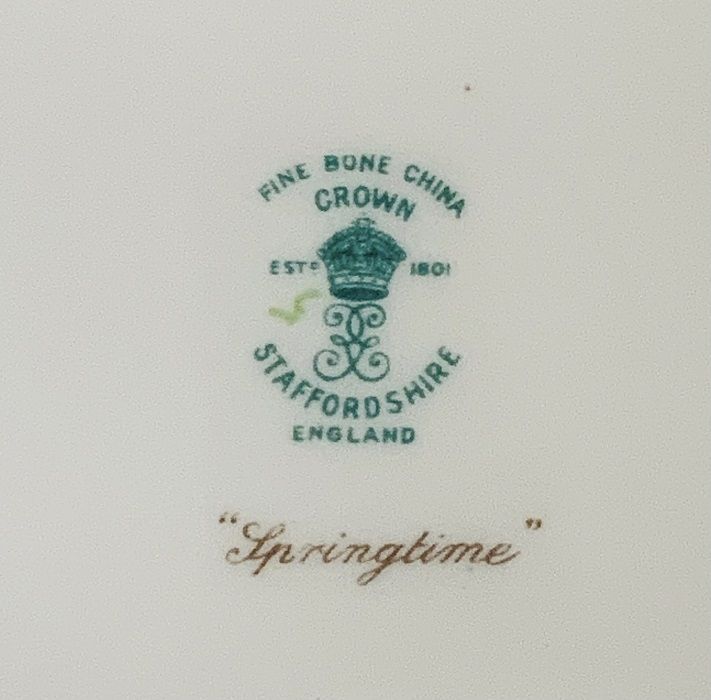 FINE BONE CHINA
CROWN
ESTD 1801
STAFFORDSHIRE
ENGLAND
"Springtime"